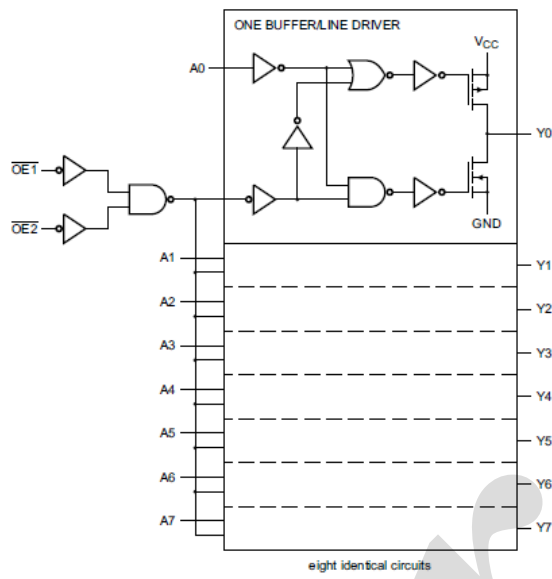 ONE BUFFER/LINE DRIVER
VCC
A0
Y0
OE1
OE2
GND
A1
Y1
A2
Y2
A3
Y3
A4
Y4
A5
Y5
A6
Y6
A7
Y7
eight identical circuits